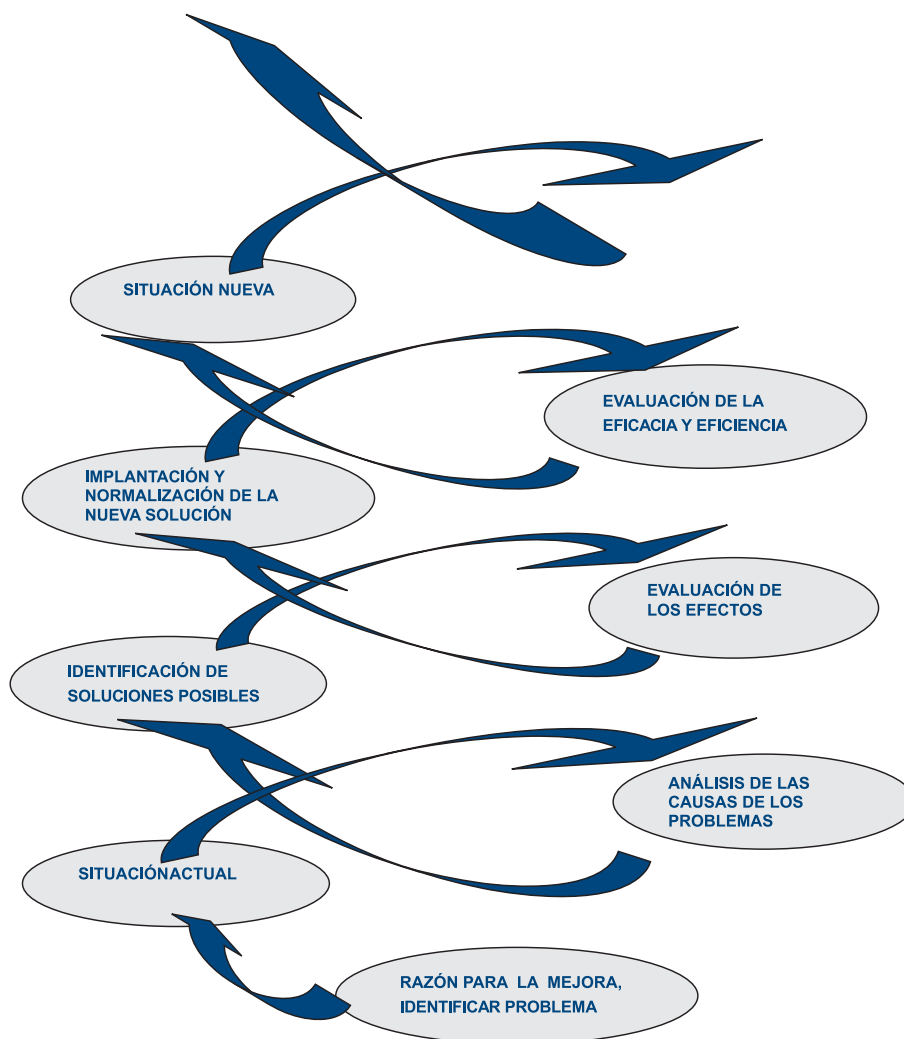 SITUACIÓN NUEVA
EVALUACIÓN DE LA
EFICACIA Y EFICIENCIA
IMPLANTACIÓN Y
NORMALIZACIÓN DE LA
NUEVA SOLUCIÓN
EVALUACIÓN DE
LOS EFECTOS
IDENTIFICACIÓN DE
SOLUCIONES POSIBLES
ANÁLISIS DE LAS
CAUSAS DE LOS
PROBLEMAS
SITUACIÓNACTUAL
RAZÓN PARA LA MEJORA,
IDENTIFICAR PROBLEMA